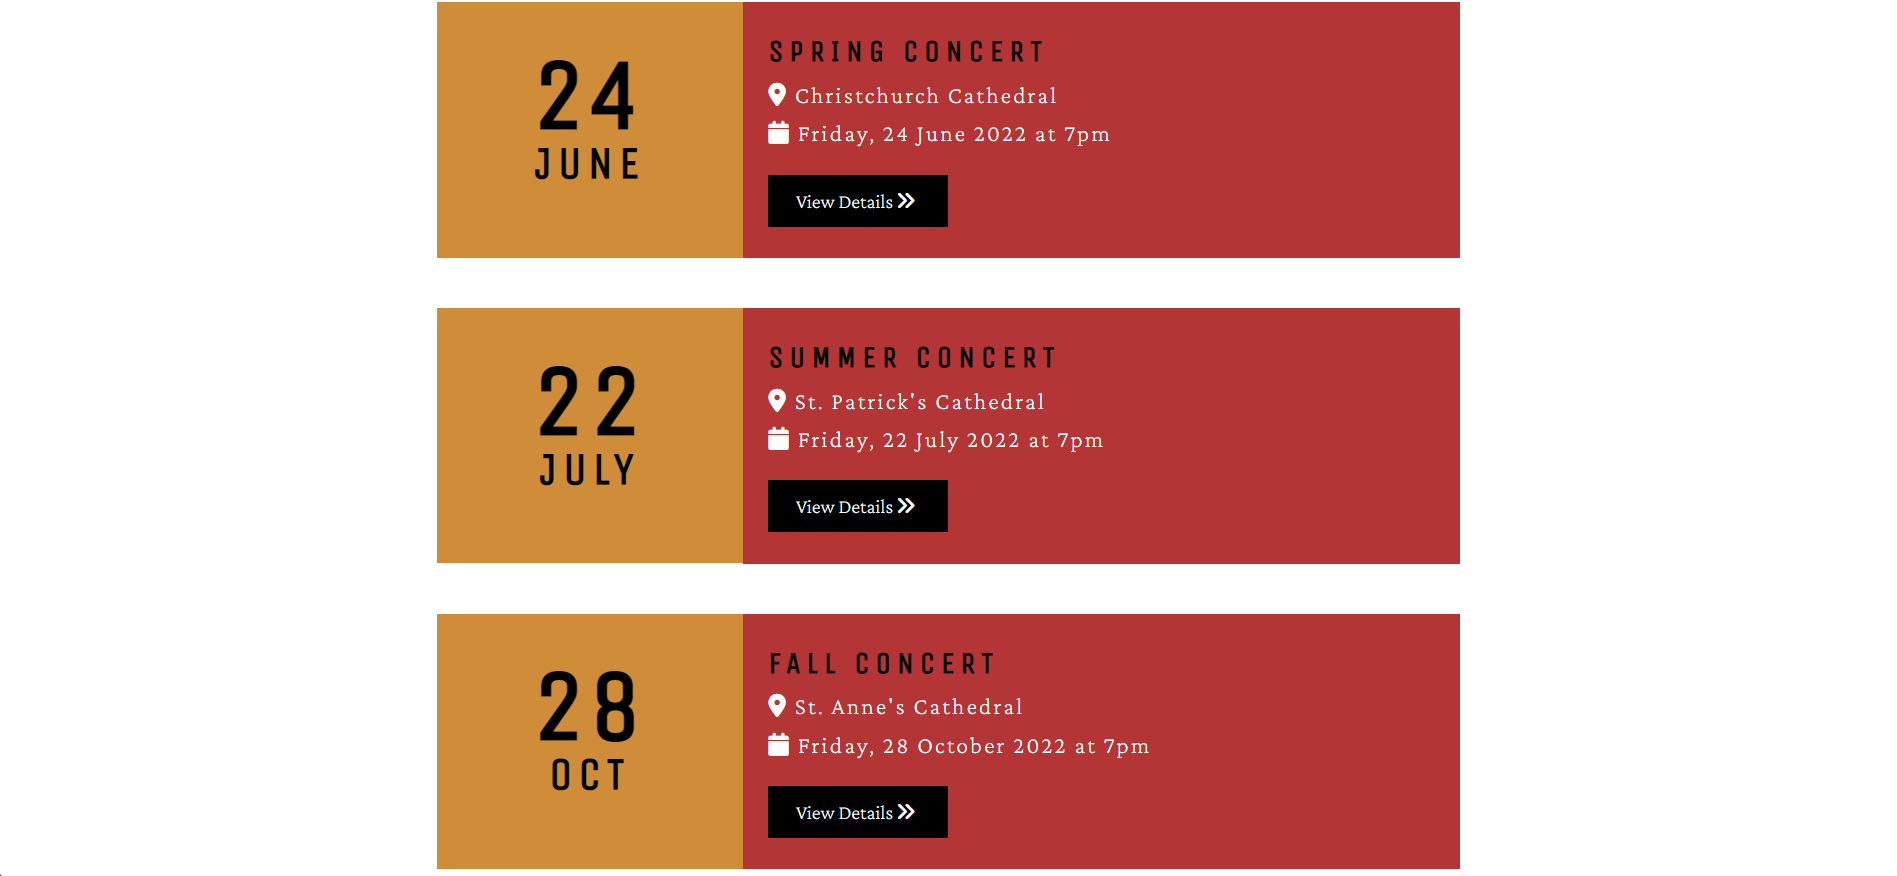 24
JUNE
SPRING CONCERT
Christchurch Cathedral
Friday, 24 June 2022 at 7pm
View Details
22
JULY
SUMMER CONCERT
St. Patrick's Cathedral
Friday, 22 July 2022 at 7pm
View Details
28
OCT
FALL CONCERT
St. Anne's Cathedral
Friday, 28 October 2022 at 7pm
View Details